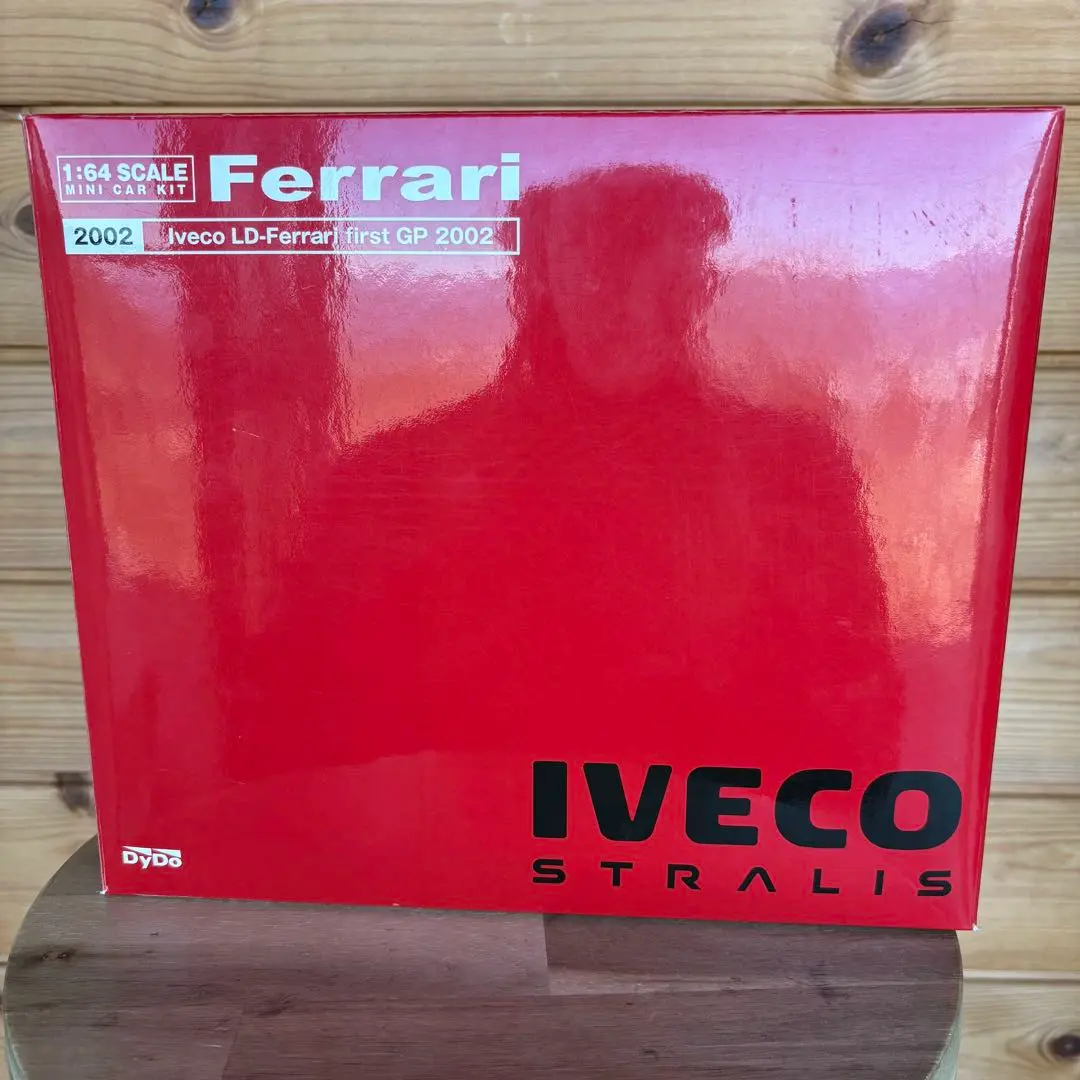 1:64 SCALE
MINI CAR KIT
Ferrari
2002 Iveco LD-Ferrari first GP 2002
IVECO
STRALIS
DyDo